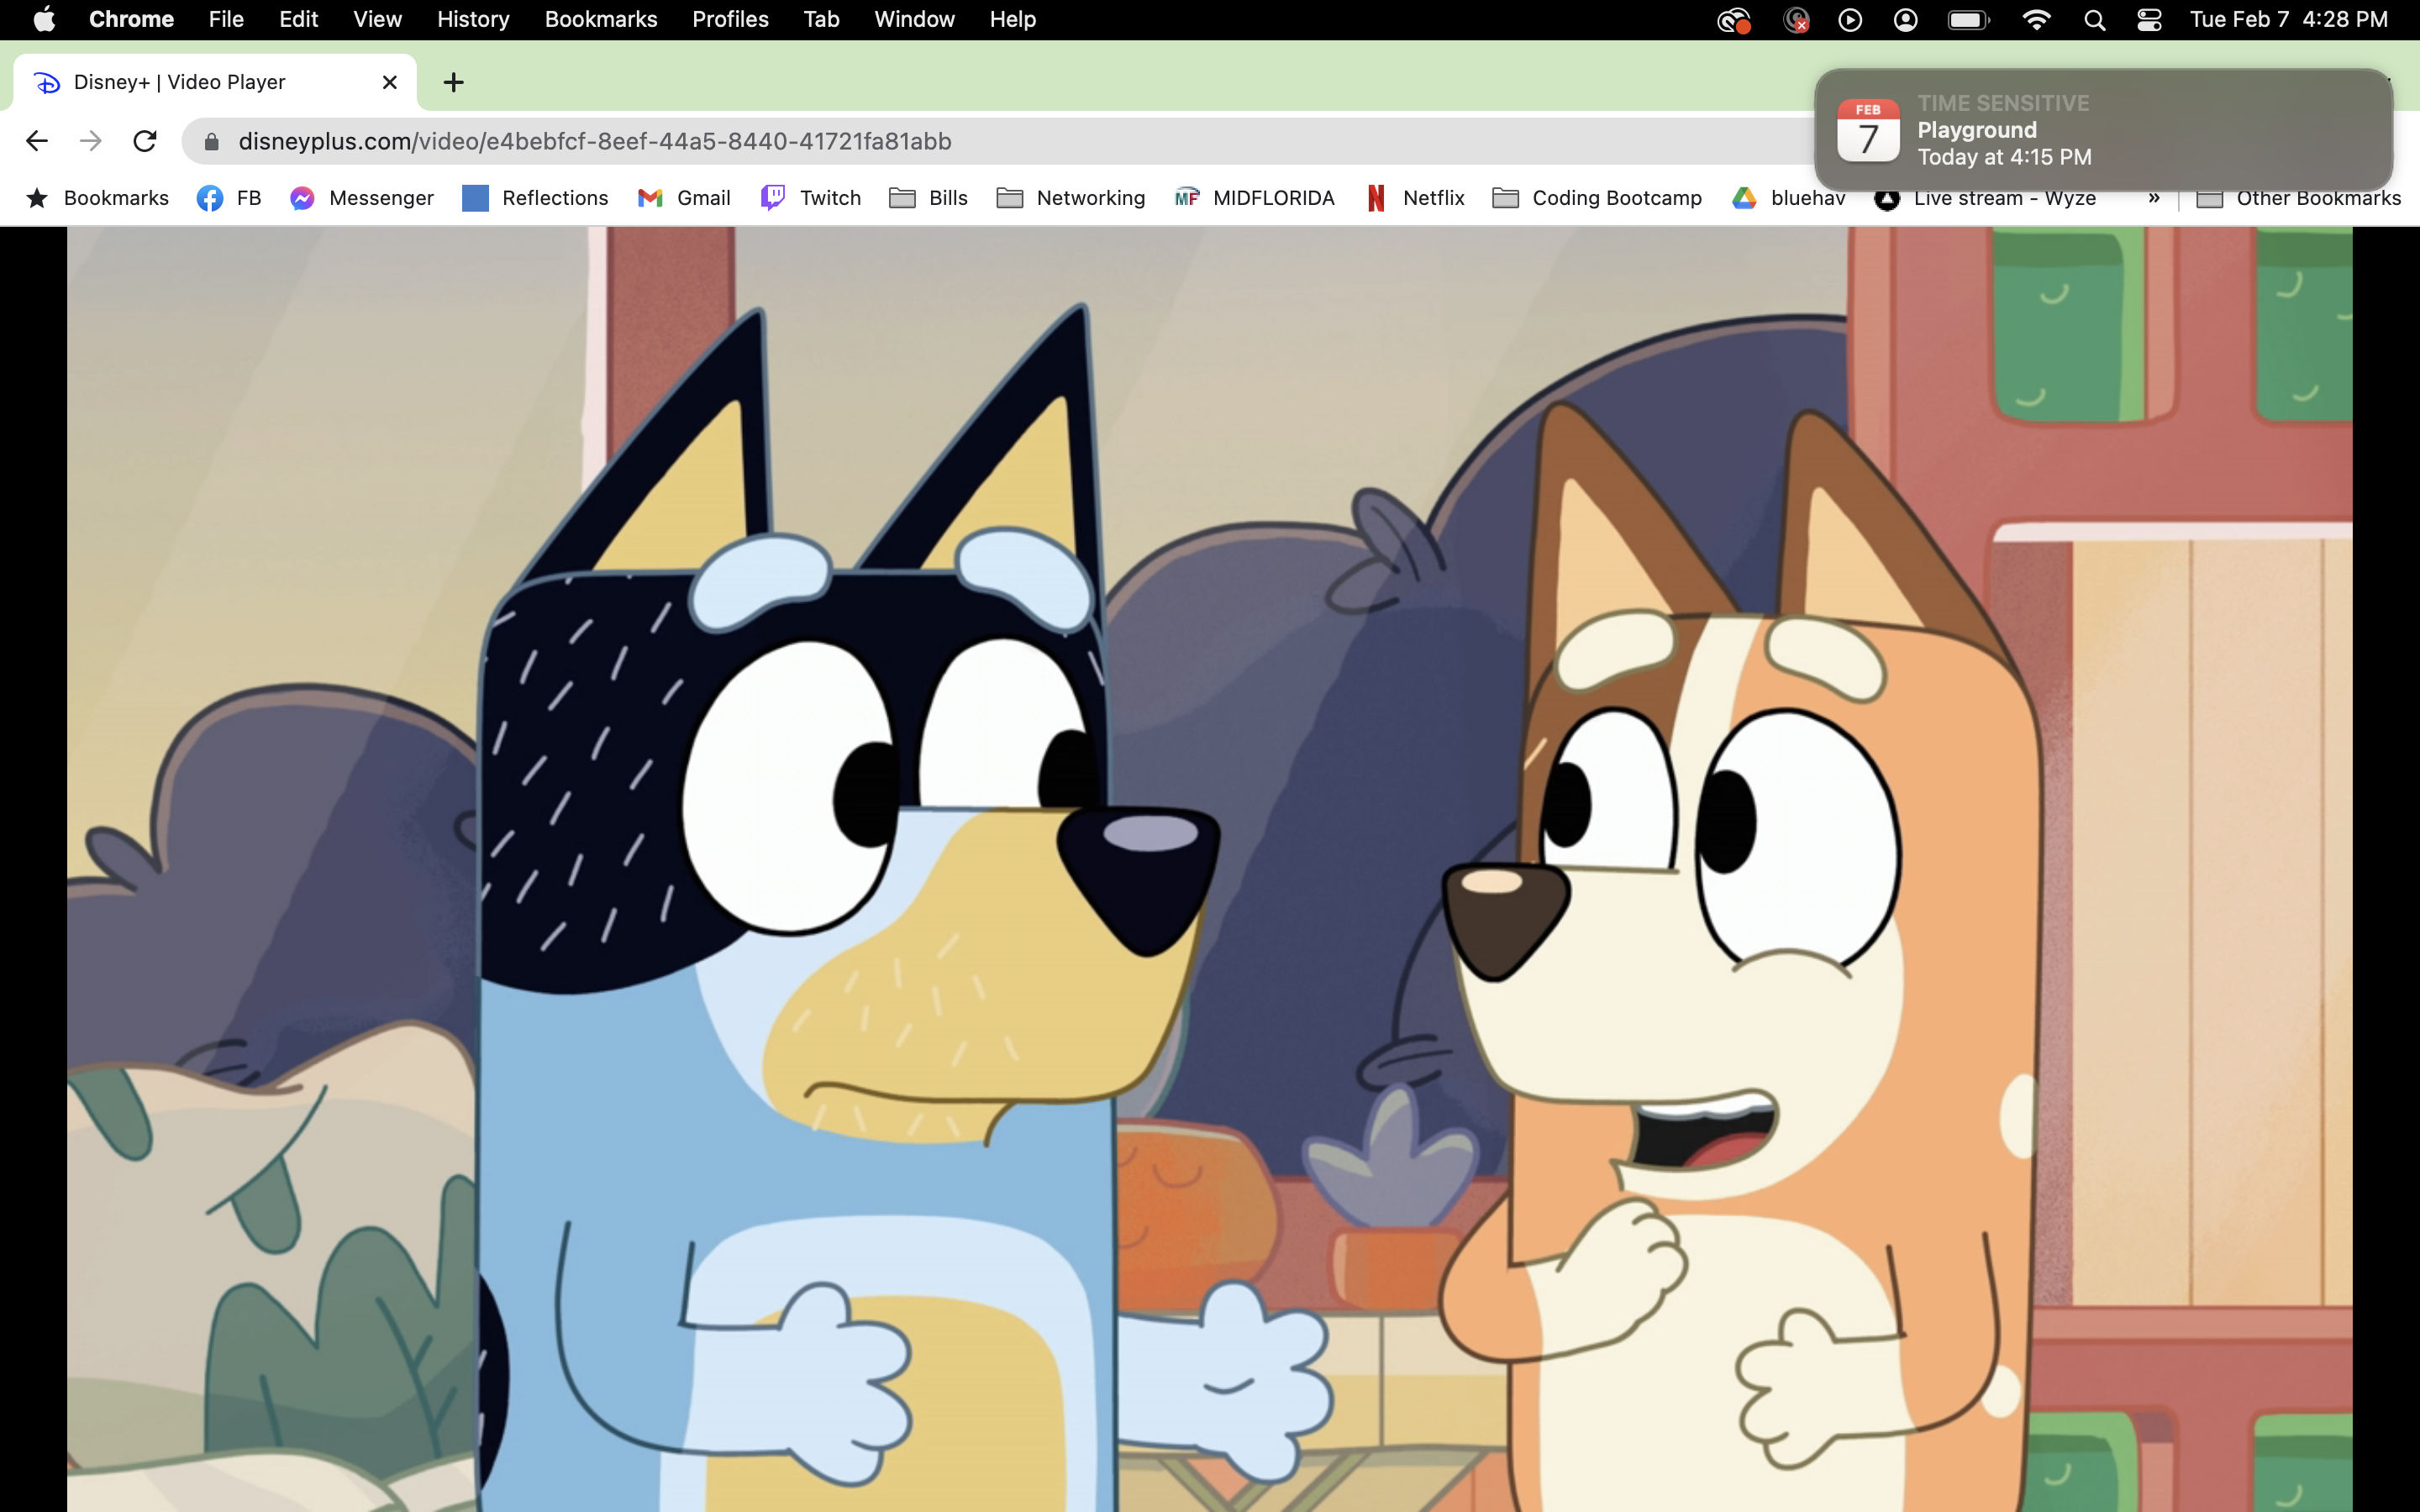 Chrome File Edit View History Bookmarks Profiles Tab Window Help Tue Feb 7 4:28 PM
Disney+ | Video Player
TIME SENSITIVE
FEB
7
Playground
Today at 4:15 PM
disneyplus.com/video/e4bebfcf-8eef-44a5-8440-41721fa81abb
Bookmarks FB Messenger Reflections Gmail Twitch Bills Networking MF MIDFLORIDA Netflix Coding Bootcamp bluehav Live stream - Wyze » Other Bookmarks